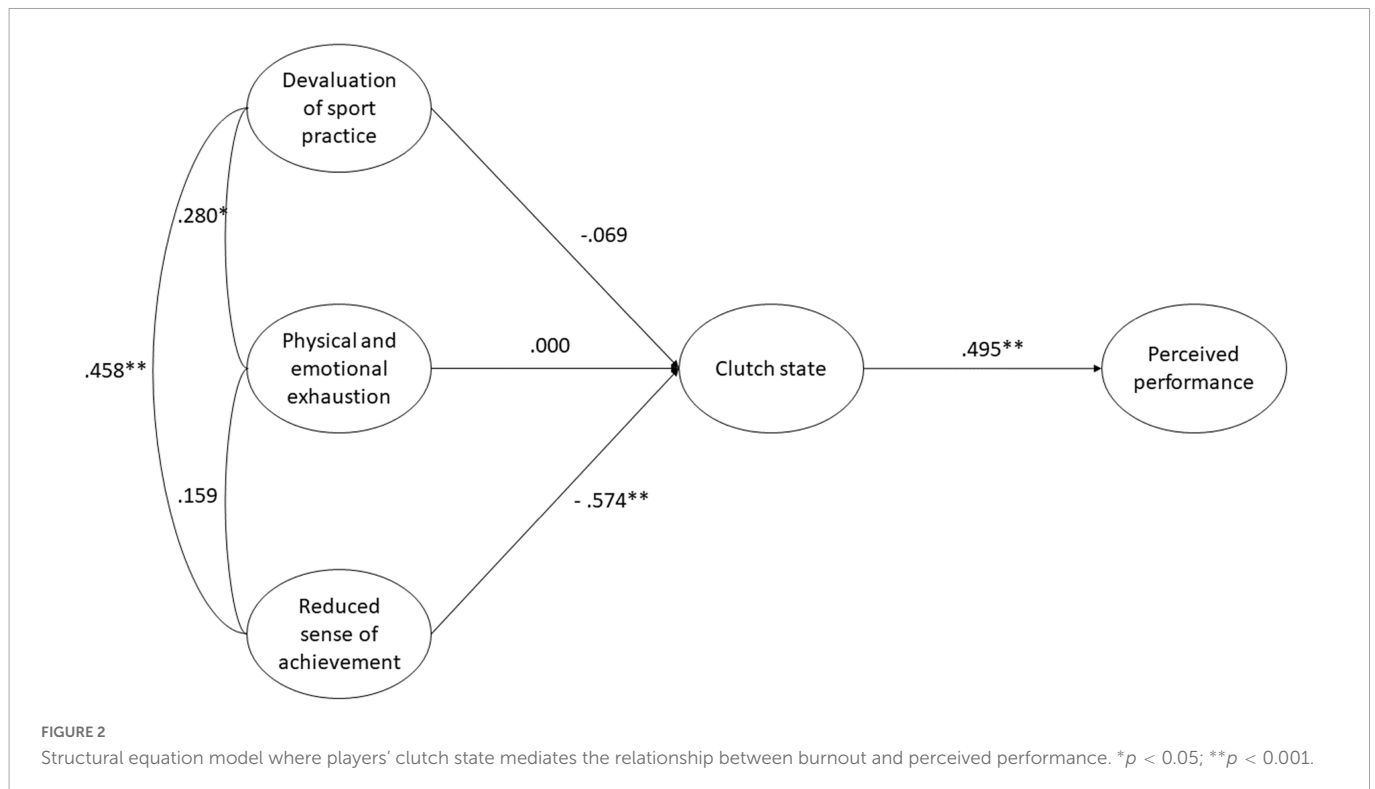 Devaluation
of sport
practice
.280*
-.069
Physical and
emotional
exhaustion
.458**
.000
Clutch state
.495**
Perceived
performance
.159
- .574**
Reduced
sense of
achievement
FIGURE 2
Structural equation model where players’ clutch state mediates the relationship between burnout and perceived performance. *p < 0.05; **p < 0.001.